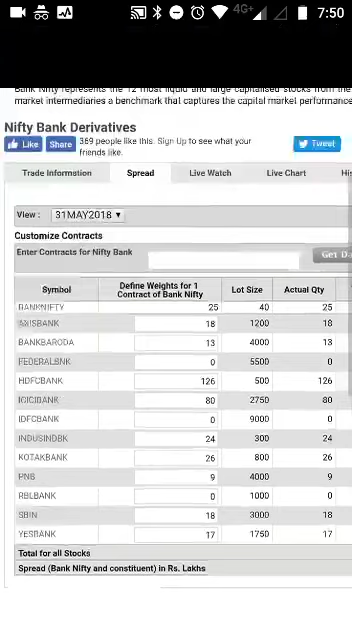 4G+ 7:50
Bank Nifty represents the 12 most liquid and large capitalised stocks from the
market intermediaries a benchmark that captures the capital market performance
Nifty Bank Derivatives
Like Share 369 people like this. Sign Up to see what your
friends like.
Tweet
Trade Information Spread Live Watch Live Chart His
View : 31MAY2018
Customize Contracts
Enter Contracts for Nifty Bank Get Da
Symbol Define Weights for 1 Contract of Bank Nifty Lot Size Actual Qty
BANKNIFTY 25 40 25
AXISBANK 18 1200 18
BANKBARODA 13 4000 13
FEDERALBNK 0 5500 0
HDFCBANK 126 500 126
ICICIBANK 80 2750 80
IDFCBANK 0 9000 0
INDUSINDBK 24 300 24
KOTAKBANK 26 800 26
PNB 9 4000 9
RBLBANK 0 1000 0
SBIN 18 3000 18
YESBANK 17 1750 17
Total for all Stocks
Spread (Bank Nifty and constituent) in Rs. Lakhs